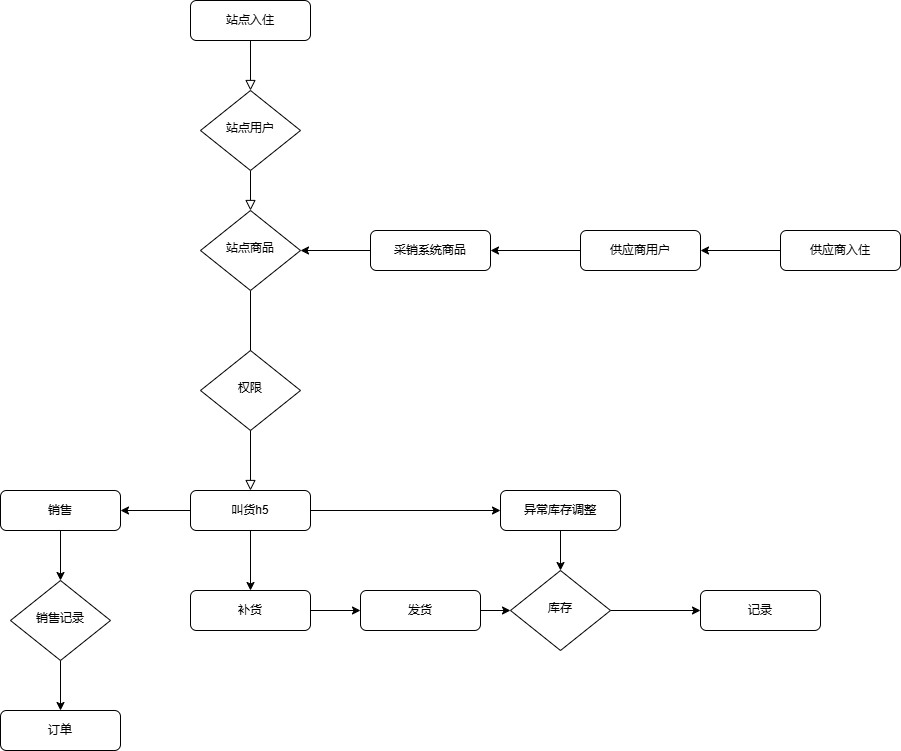 站点入住
站点用户
站点商品
采销系统商品
供应商用户
供应商入住
权限
销售
叫货h5
异常库存调整
销售记录
补货
发货
库存
记录
订单